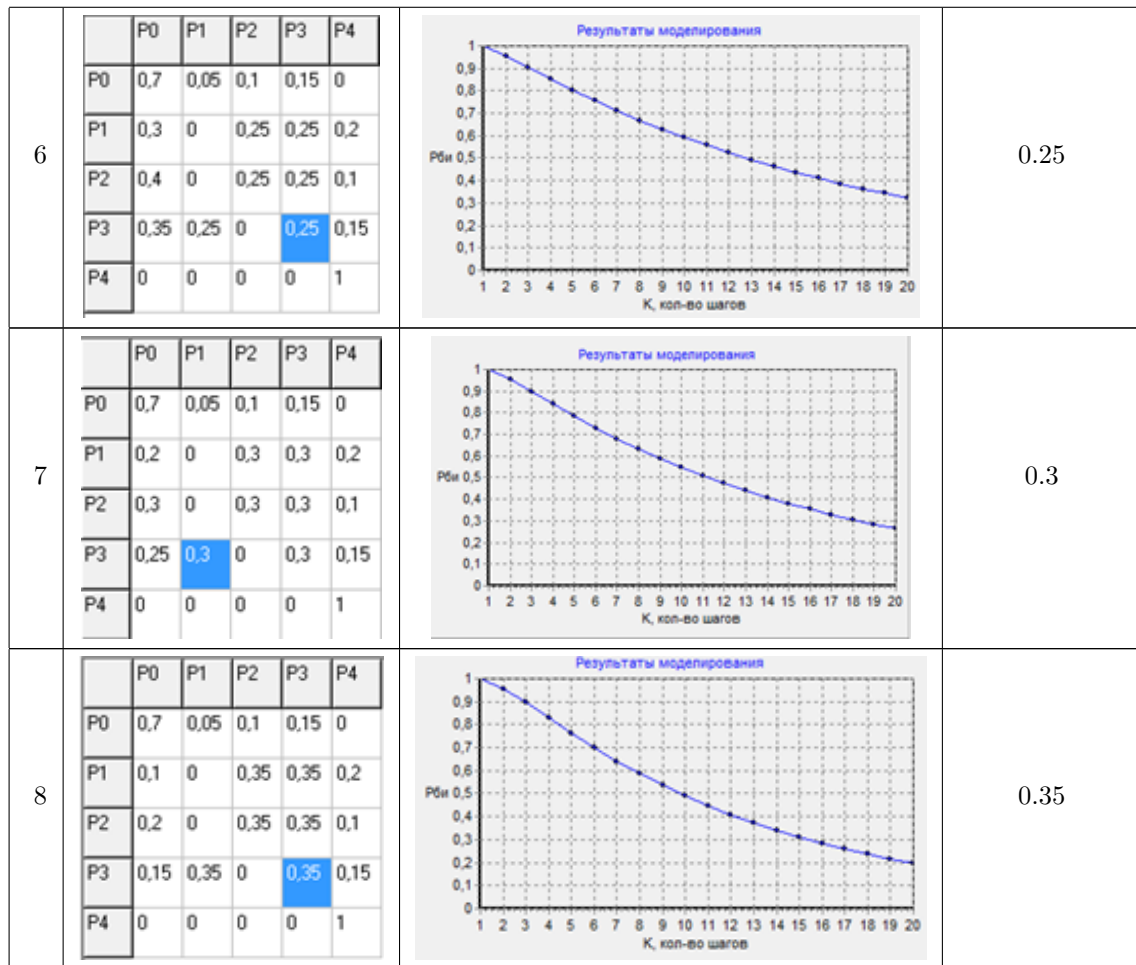 6
P0 P1 P2 P3 P4
P0 0,7 0,05 0,1 0,15 0
P1 0,3 0 0,25 0,25 0,2
P2 0,4 0 0,25 0,25 0,1
P3 0,35 0,25 0 0,25 0,15
P4 0 0 0 0 1
Результаты моделирования
1
0,9
0,8
0,7
0,6
Рби 0,5
0,4
0,3
0,2
0,1
0
1 2 3 4 5 6 7 8 9 10 11 12 13 14 15 16 17 18 19 20
К, кол-во шагов
0.25
7
P0 P1 P2 P3 P4
P0 0,7 0,05 0,1 0,15 0
P1 0,2 0 0,3 0,3 0,2
P2 0,3 0 0,3 0,3 0,1
P3 0,25 0,3 0 0,3 0,15
P4 0 0 0 0 1
Результаты моделирования
1
0,9
0,8
0,7
0,6
Рби 0,5
0,4
0,3
0,2
0,1
0
1 2 3 4 5 6 7 8 9 10 11 12 13 14 15 16 17 18 19 20
К, кол-во шагов
0.3
8
P0 P1 P2 P3 P4
P0 0,7 0,05 0,1 0,15 0
P1 0,1 0 0,35 0,35 0,2
P2 0,2 0 0,35 0,35 0,1
P3 0,15 0,35 0 0,35 0,15
P4 0 0 0 0 1
Результаты моделирования
1
0,9
0,8
0,7
0,6
Рби 0,5
0,4
0,3
0,2
0,1
0
1 2 3 4 5 6 7 8 9 10 11 12 13 14 15 16 17 18 19 20
К, кол-во шагов
0.35